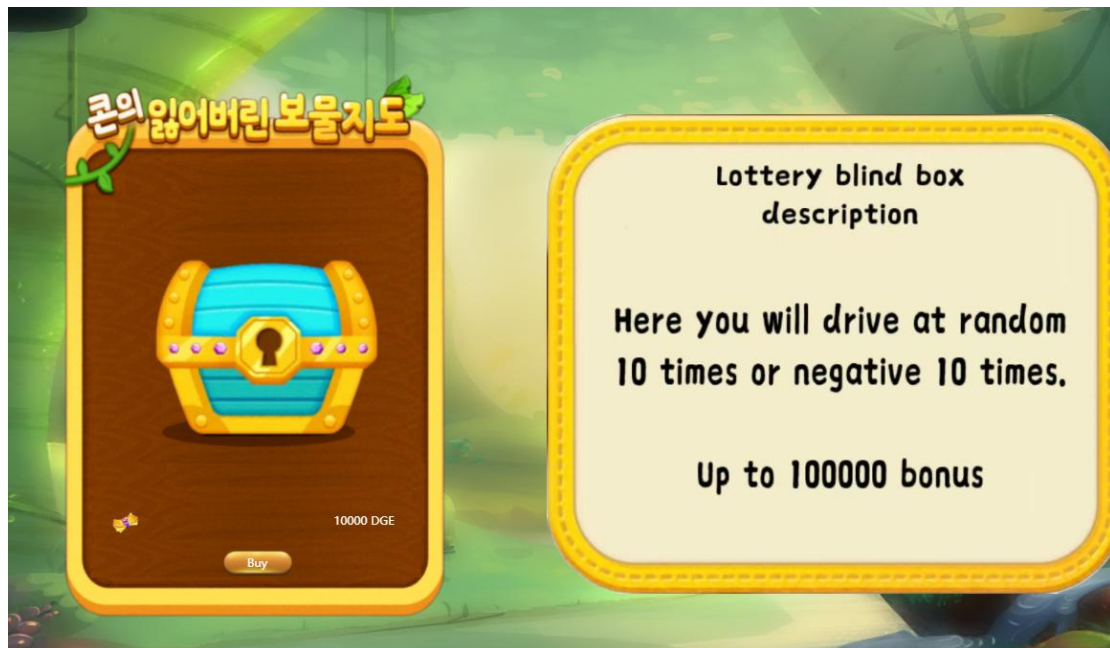 콘의 잃어버린 보물지도
10000 DGE
Buy
Lottery blind box
description
Here you will drive at random
10 times or negative 10 times.
Up to 100000 bonus